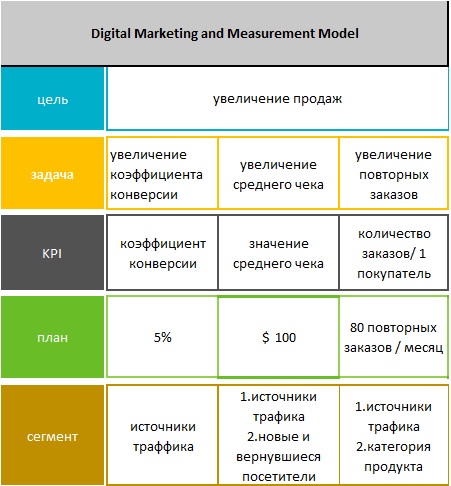 Digital Marketing and Measurement Model
цель
увеличение продаж
задача
увеличение
коэффициента
конверсии
увеличение
среднего чека
увеличение
повторных
заказов
KPI
коэффициент
конверсии
значение
среднего чека
количество
заказов/ 1
покупатель
план
5%
$ 100
80 повторных
заказов / месяц
сегмент
источники
траффика
1.источники
трафика
2.новые и
вернувшиеся
посетители
1.источники
трафика
2.категория
продукта